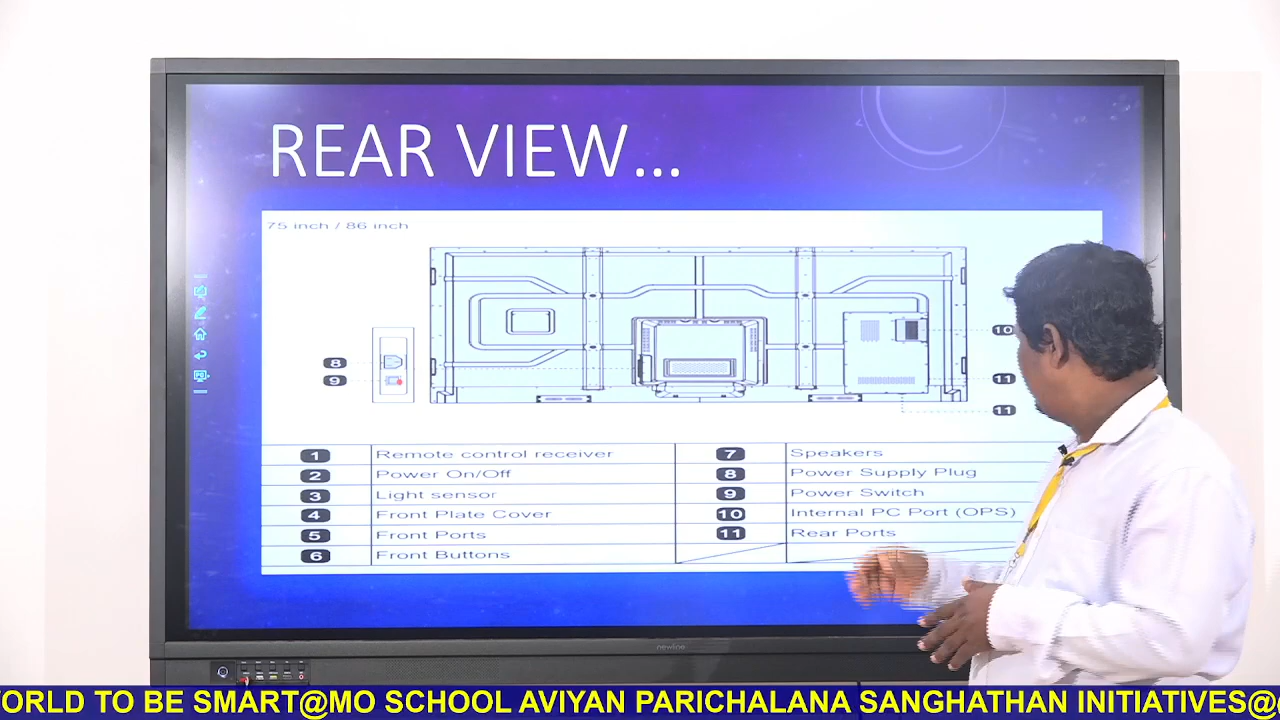 REAR VIEW...
75 inch / 86 inch
8
9
10
11
11
1 Remote control receiver 7 Speakers
2 Power On/Off 8 Power Supply Plug
3 Light sensor 9 Power Switch
4 Front Plate Cover 10 Internal PC Port (OPS)
5 Front Ports 11 Rear Ports
6 Front Buttons
newline
WORLD TO BE SMART@MO SCHOOL AVIYAN PARICHALANA SANGHATHAN INITIATIVES@